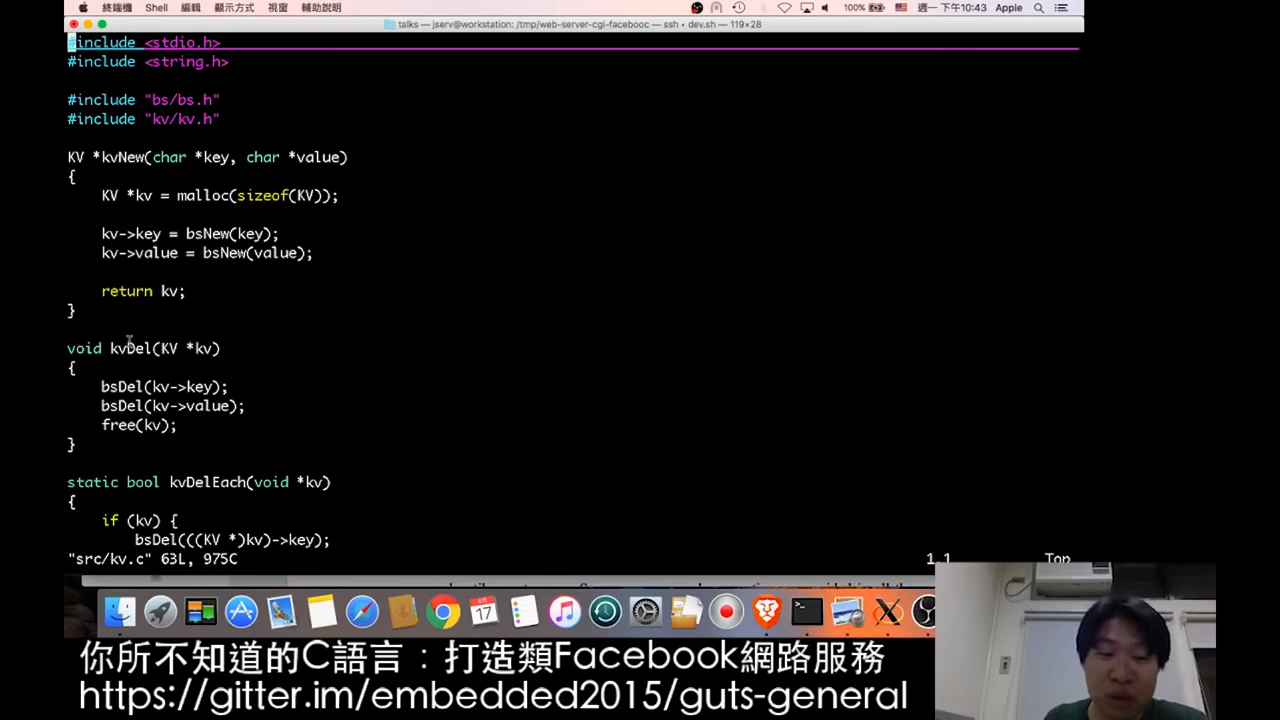 終端機 Shell 編輯 顯示方式 視窗 輔助說明 100% 週一 下午10:43 Apple
talks — jserv@workstation: /tmp/web-server-cgi-facebooc — ssh ‹ dev.sh — 119×28
#include <stdio.h>
#include <string.h>
#include "bs/bs.h"
#include "kv/kv.h"
KV *kvNew(char *key, char *value)
{
KV *kv = malloc(sizeof(KV));
kv->key = bsNew(key);
kv->value = bsNew(value);
return kv;
}
void kvDel(KV *kv)
{
bsDel(kv->key);
bsDel(kv->value);
free(kv);
}
static bool kvDelEach(void *kv)
{
if (kv) {
bsDel(((KV *)kv)->key);
"src/kv.c" 63L, 975C 1,1 Top
17
你所不知道的C語言：打造類Facebook網路服務
https://gitter.im/embedded2015/guts-general